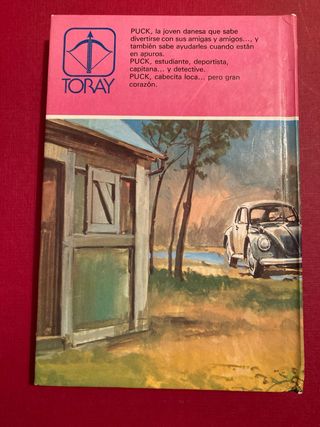 PUCK, la joven danesa que sabe
divertirse con sus amigas y amigos..., y
también sabe ayudarles cuando están
en apuros.
PUCK, estudiante, deportista,
capitana... y detective.
PUCK, cabecita loca... pero gran
corazón.
TORAY